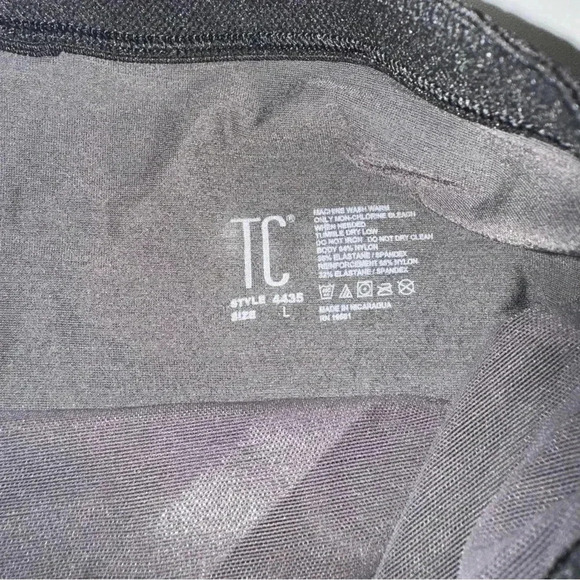 TC®
STYLE 4435
SIZE L
MACHINE WASH WARM
ONLY NON-CHLORINE BLEACH
WHEN NEEDED
TUMBLE DRY LOW
DO NOT IRON DO NOT DRY CLEAN
BODY 64% NYLON
36% ELASTANE / SPANDEX
REINFORCEMENT 68% NYLON
32% ELASTANE / SPANDEX
MADE IN NICARAGUA
RN